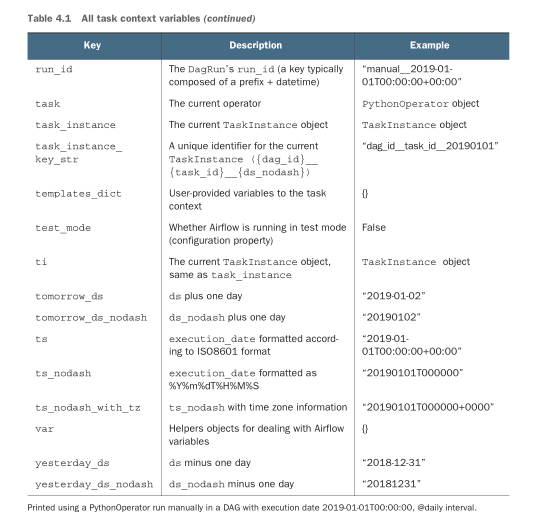 Table 4.1 All task context variables (continued)
Key Description Example
run_id The DagRun's run_id (a key typically "manual__2019-01-
composed of a prefix + datetime) 01T00:00:00+00:00"
task The current operator PythonOperator object
task_instance The current TaskInstance object TaskInstance object
task_instance_ A unique identifier for the current "dag_id__task_id__20190101"
key_str TaskInstance ({dag_id}__
{task_id}__{ds_nodash})
templates_dict User-provided variables to the task {}
context
test_mode Whether Airflow is running in test mode False
(configuration property)
ti The current TaskInstance object, TaskInstance object
same as task_instance
tomorrow_ds ds plus one day "2019-01-02"
tomorrow_ds_nodash ds_nodash plus one day "20190102"
ts execution_date formatted accord- "2019-01-
ing to ISO8601 format 01T00:00:00+00:00"
ts_nodash execution_date formatted as "20190101T000000"
%Y%m%dT%H%M%S
ts_nodash_with_tz ts_nodash with time zone information "20190101T000000+0000"
var Helpers objects for dealing with Airflow {}
variables
yesterday_ds ds minus one day "2018-12-31"
yesterday_ds_nodash ds_nodash minus one day "20181231"
Printed using a PythonOperator run manually in a DAG with execution date 2019-01-01T00:00:00, @daily interval.